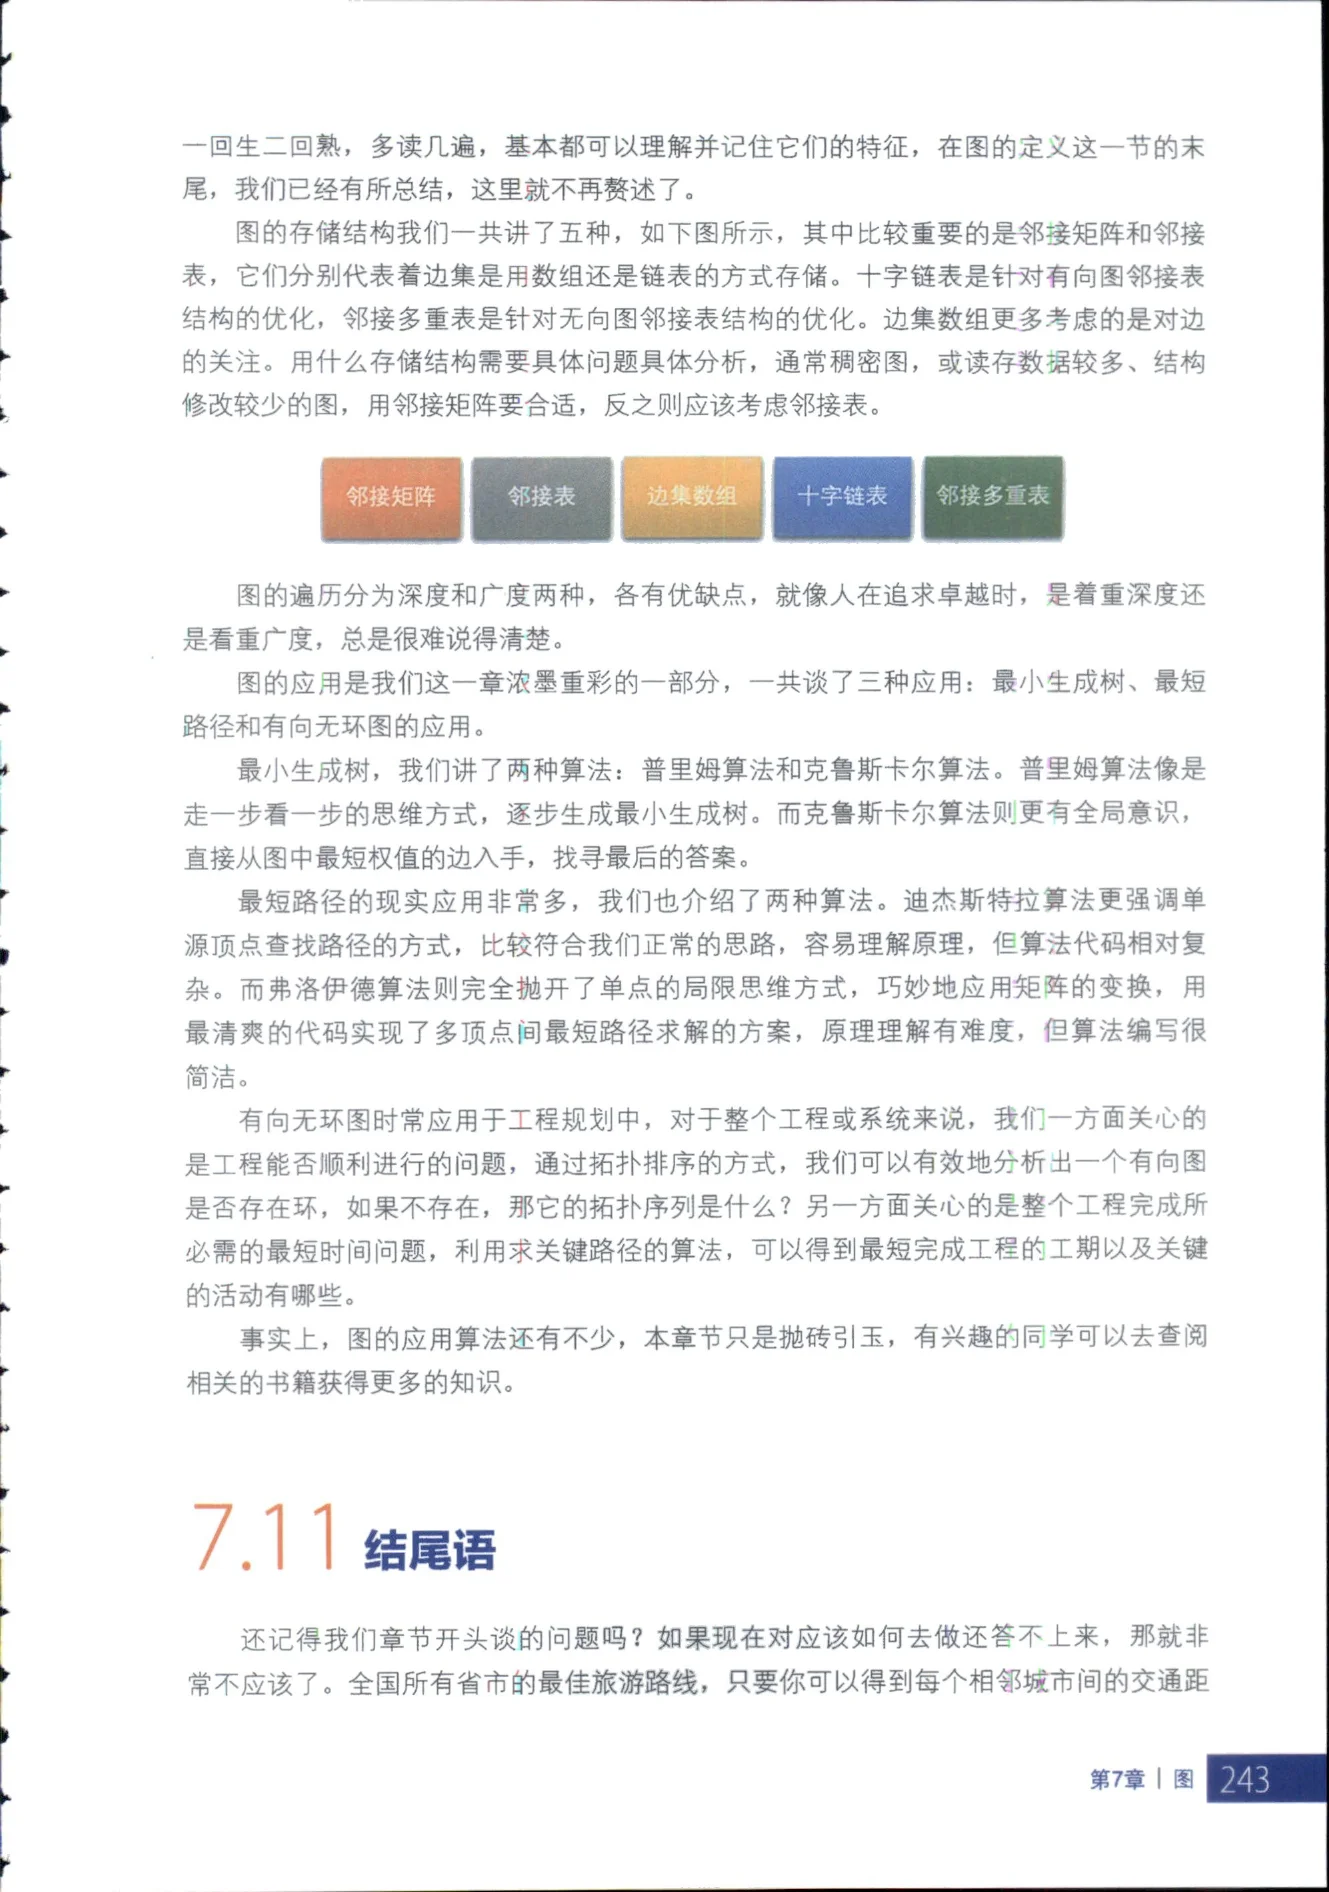 一回生二回熟，多读几遍，基本都可以理解并记住它们的特征，在图的定义这一节的末
尾，我们已经有所总结，这里就不再赘述了。
图的存储结构我们一共讲了五种，如下图所示，其中比较重要的是邻接矩阵和邻接
表，它们分别代表着边集是用数组还是链表的方式存储。十字链表是针对有向图邻接表
结构的优化，邻接多重表是针对无向图邻接表结构的优化。边集数组更多考虑的是对边
的关注。用什么存储结构需要具体问题具体分析，通常稠密图，或读存数据较多、结构
修改较少的图，用邻接矩阵要合适，反之则应该考虑邻接表。
邻接矩阵 邻接表 边集数组 十字链表 邻接多重表
图的遍历分为深度和广度两种，各有优缺点，就像人在追求卓越时，是着重深度还
是看重广度，总是很难说得清楚。
图的应用是我们这一章浓墨重彩的一部分，一共谈了三种应用：最小生成树、最短
路径和有向无环图的应用。
最小生成树，我们讲了两种算法：普里姆算法和克鲁斯卡尔算法。普里姆算法像是
走一步看一步的思维方式，逐步生成最小生成树。而克鲁斯卡尔算法则更有全局意识，
直接从图中最短权值的边入手，找寻最后的答案。
最短路径的现实应用非常多，我们也介绍了两种算法。迪杰斯特拉算法更强调单
源顶点查找路径的方式，比较符合我们正常的思路，容易理解原理，但算法代码相对复
杂。而弗洛伊德算法则完全抛开了单点的局限思维方式，巧妙地应用矩阵的变换，用
最清爽的代码实现了多顶点间最短路径求解的方案，原理理解有难度，但算法编写很
简洁。
有向无环图时常应用于工程规划中，对于整个工程或系统来说，我们一方面关心的
是工程能否顺利进行的问题，通过拓扑排序的方式，我们可以有效地分析出一个有向图
是否存在环，如果不存在，那它的拓扑序列是什么？另一方面关心的是整个工程完成所
必需的最短时间问题，利用求关键路径的算法，可以得到最短完成工程的工期以及关键
的活动有哪些。
事实上，图的应用算法还有不少，本章节只是抛砖引玉，有兴趣的同学可以去查阅
相关的书籍获得更多的知识。
7.11 结尾语
还记得我们章节开头谈的问题吗？如果现在对应该如何去做还答不上来，那就非
常不应该了。全国所有省市的最佳旅游路线，只要你可以得到每个相邻城市间的交通距
第7章 | 图 243